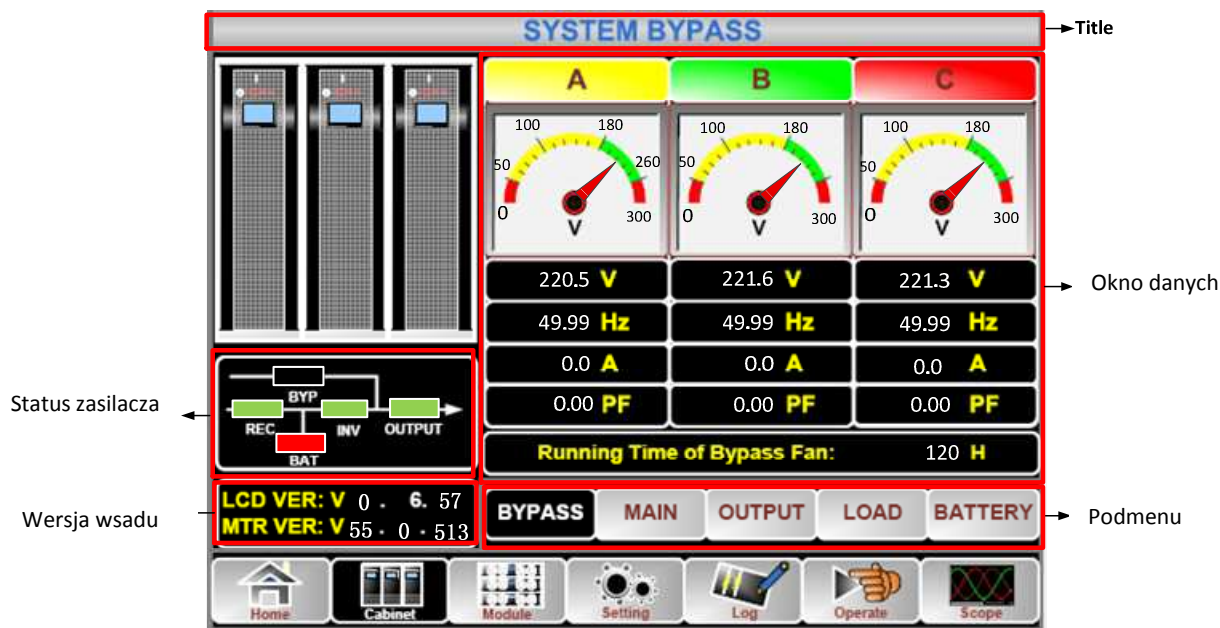 SYSTEM BYPASS
Title
A B C
100 180 100 180 100 180
50 260 50 50
0 300 0 300 0 300
V V V
220.5 V 221.6 V 221.3 V
Okno danych
49.99 Hz 49.99 Hz 49.99 Hz
0.0 A 0.0 A 0.0 A
0.00 PF 0.00 PF 0.00 PF
Running Time of Bypass Fan: 120 H
Status zasilacza
BYP
REC INV OUTPUT
BAT
Wersja wsadu
LCD VER: V 0 . 6. 57
MTR VER: V 55 . 0 . 513
BYPASS MAIN OUTPUT LOAD BATTERY
Podmenu
Home Cabinet Module Setting Log Operate Scope